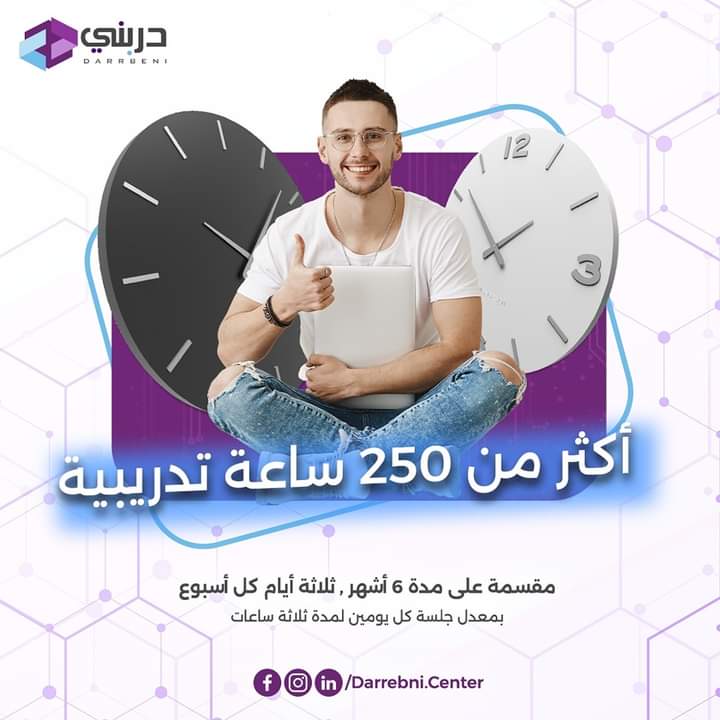 دربني
DARRBENI
12
3
أكثر من 250 ساعة تدريبية
مقسمة على مدة 6 أشهر , ثلاثة أيام كل أسبوع
بمعدل جلسة كل يومين لمدة ثلاثة ساعات
/Darrebni.Center